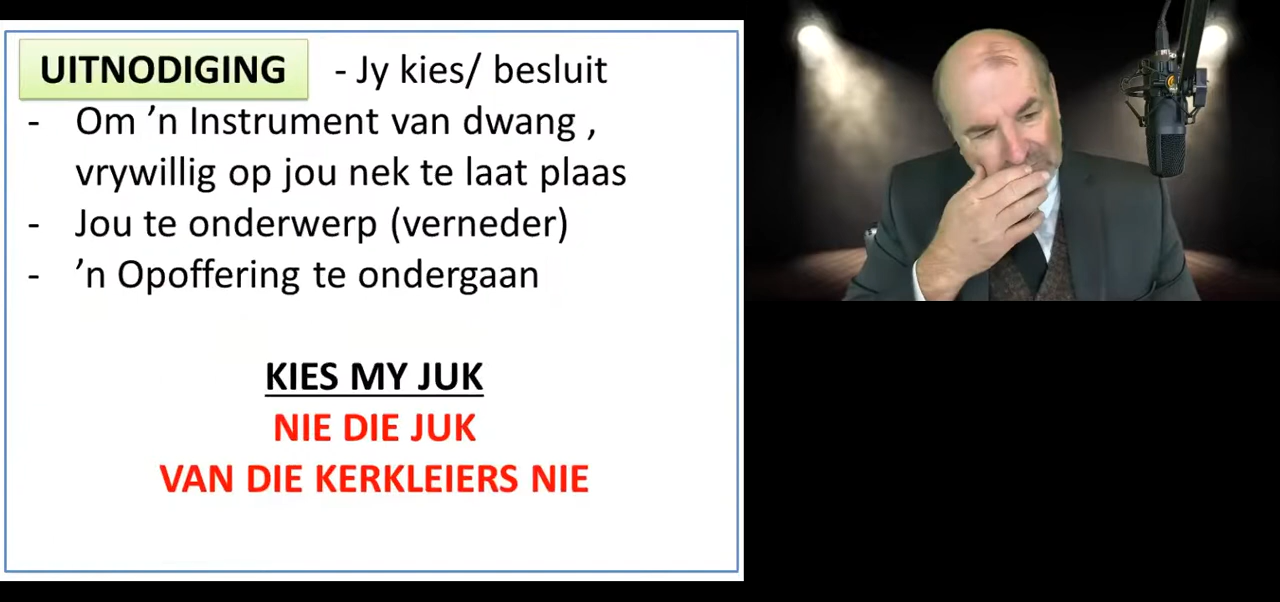 UITNODIGING - Jy kies/ besluit
- Om ’n Instrument van dwang ,
vrywillig op jou nek te laat plaas
- Jou te onderwerp (verneder)
- ’n Opoffering te ondergaan
KIES MY JUK
NIE DIE JUK
VAN DIE KERKLEIERS NIE